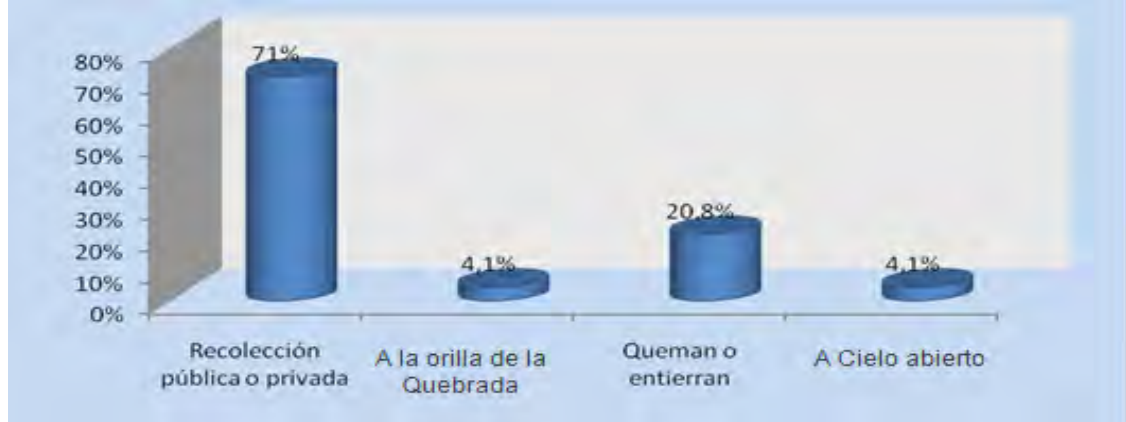 71%
80%
70%
60%
50%
40%
30%
20%
10%
0%
4,1%
20,8%
4,1%
Recolección
pública o privada
A la orilla de la
Quebrada
Queman o
entierran
A Cielo abierto